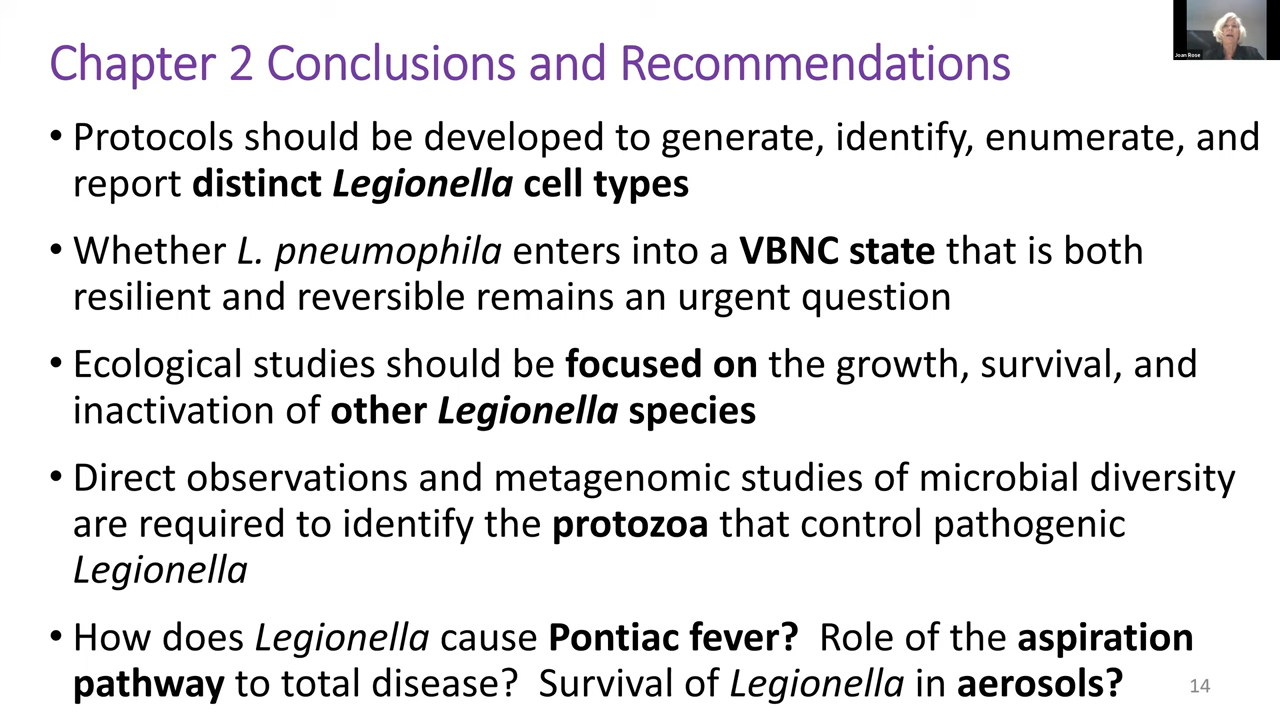 Chapter 2 Conclusions and Recommendations
Joan Rose
• Protocols should be developed to generate, identify, enumerate, and
report distinct Legionella cell types
• Whether L. pneumophila enters into a VBNC state that is both
resilient and reversible remains an urgent question
• Ecological studies should be focused on the growth, survival, and
inactivation of other Legionella species
• Direct observations and metagenomic studies of microbial diversity
are required to identify the protozoa that control pathogenic
Legionella
• How does Legionella cause Pontiac fever? Role of the aspiration
pathway to total disease? Survival of Legionella in aerosols?
14